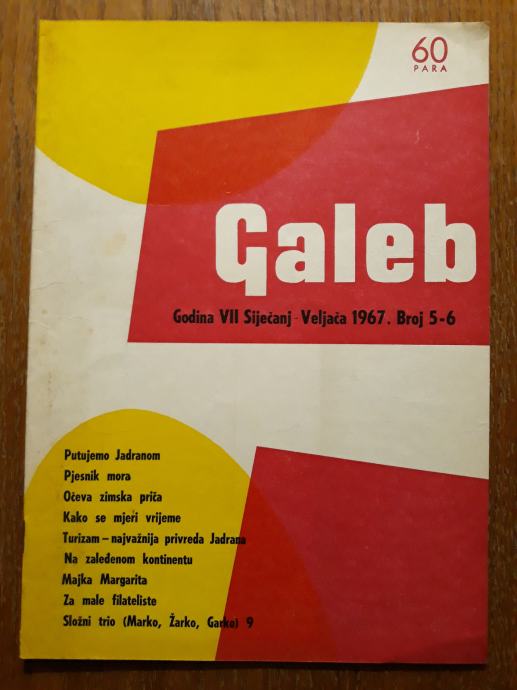 60
PARA
Galeb
Godina VII Siječanj - Veljača 1967. Broj 5-6
Putujemo Jadranom
Pjesnik mora
Očeva zimska priča
Kako se mjeri vrijeme
Turizam – najvažnija privreda Jadrana
Na zaleđenom kontinentu
Majka Margarita
Za male filateliste
Složni trio (Marko, Žarko, Garko) 9